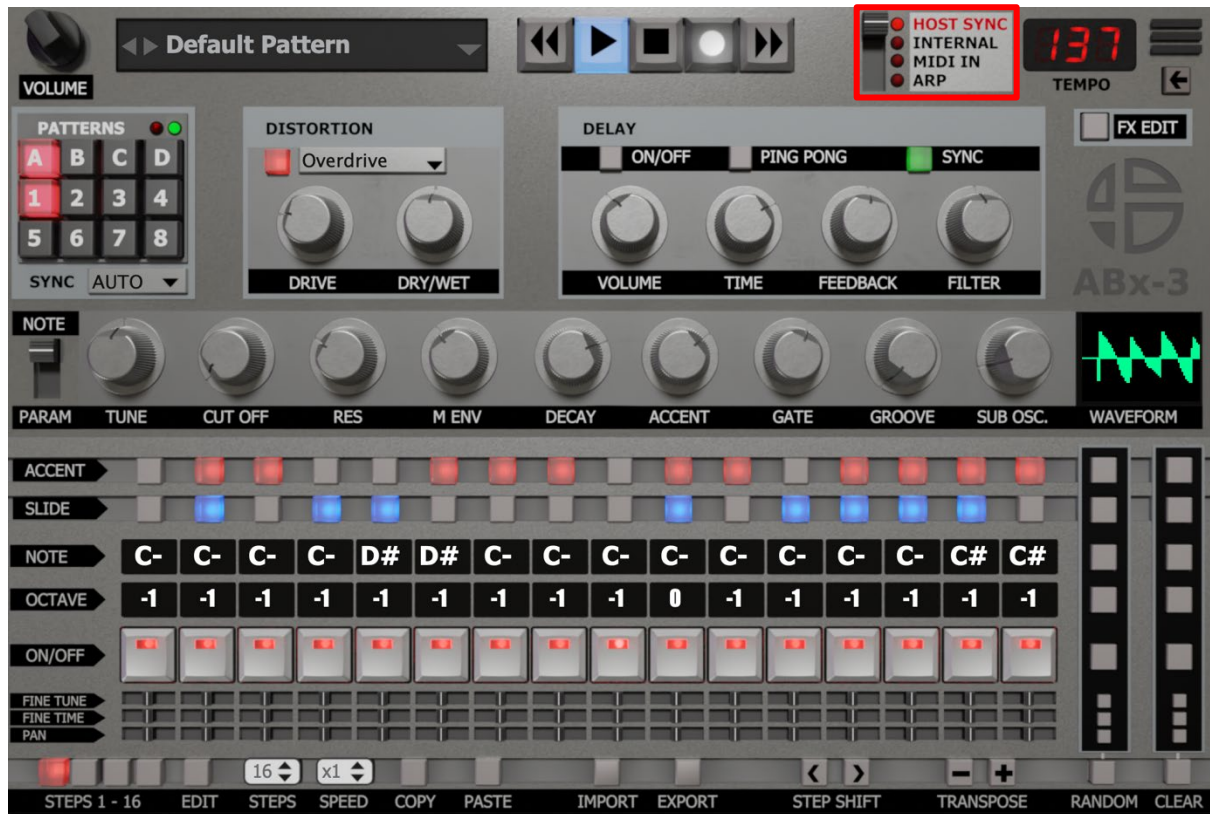 Default Pattern
HOST SYNC
INTERNAL
MIDI IN
ARP
137
TEMPO
VOLUME
PATTERNS
A B C D
1 2 3 4
5 6 7 8
SYNC AUTO
DISTORTION
Overdrive
DRIVE DRY/WET
DELAY
ON/OFF PING PONG SYNC
VOLUME TIME FEEDBACK FILTER
FX EDIT
ABx-3
NOTE
PARAM TUNE CUT OFF RES M ENV DECAY ACCENT GATE GROOVE SUB OSC. WAVEFORM
ACCENT
SLIDE
NOTE C- C- C- C- D# D# C- C- C- C- C- C- C- C- C# C#
OCTAVE -1 -1 -1 -1 -1 -1 -1 -1 -1 0 -1 -1 -1 -1 -1 -1
ON/OFF
FINE TUNE
FINE TIME
PAN
16 x1
STEPS 1 - 16 EDIT STEPS SPEED COPY PASTE IMPORT EXPORT STEP SHIFT TRANSPOSE RANDOM CLEAR